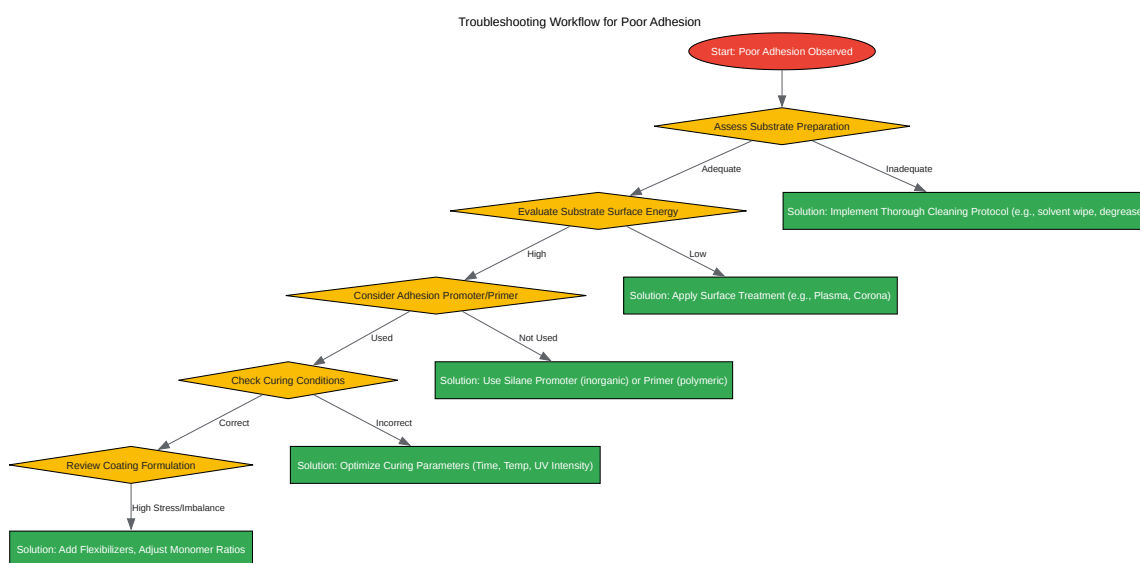 Troubleshooting Workflow for Poor Adhesion
Start: Poor Adhesion Observed
Assess Substrate Preparation
Adequate
Inadequate
Evaluate Substrate Surface Energy
Solution: Implement Thorough Cleaning Protocol (e.g., solvent wipe, degrease
High
Low
Consider Adhesion Promoter/Primer
Solution: Apply Surface Treatment (e.g., Plasma, Corona)
Used
Not Used
Check Curing Conditions
Solution: Use Silane Promoter (inorganic) or Primer (polymeric)
Correct
Incorrect
Review Coating Formulation
Solution: Optimize Curing Parameters (Time, Temp, UV Intensity)
High Stress/Imbalance
Solution: Add Flexibilizers, Adjust Monomer Ratios